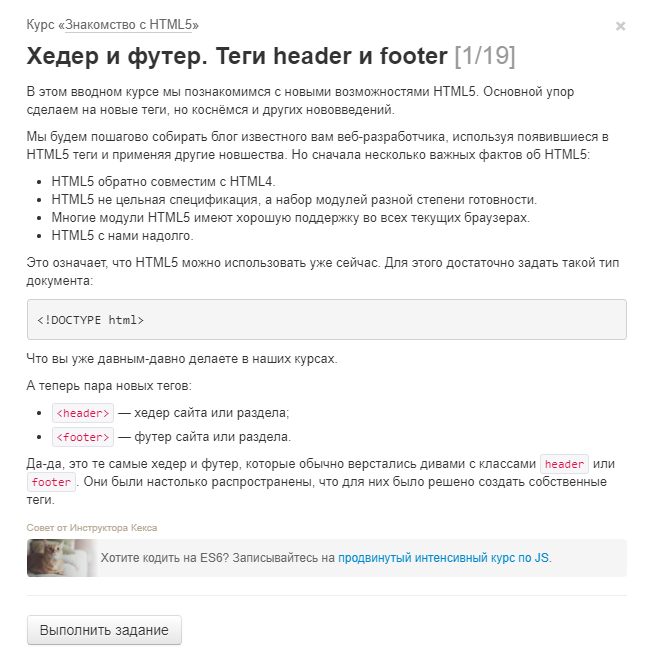 Курс «Знакомство с HTML5»
×
Хедер и футер. Теги header и footer [1/19]
В этом вводном курсе мы познакомимся с новыми возможностями HTML5. Основной упор
сделаем на новые теги, но коснёмся и других нововведений.
Мы будем пошагово собирать блог известного вам веб-разработчика, используя появившиеся в
HTML5 теги и применяя другие новшества. Но сначала несколько важных фактов об HTML5:
• HTML5 обратно совместим с HTML4.
• HTML5 не цельная спецификация, а набор модулей разной степени готовности.
• Многие модули HTML5 имеют хорошую поддержку во всех текущих браузерах.
• HTML5 с нами надолго.
Это означает, что HTML5 можно использовать уже сейчас. Для этого достаточно задать такой тип
документа:
<!DOCTYPE html>
Что вы уже давным-давно делаете в наших курсах.
А теперь пара новых тегов:
• <header> — хедер сайта или раздела;
• <footer> — футер сайта или раздела.
Да-да, это те самые хедер и футер, которые обычно верстались дивами с классами header или
footer. Они были настолько распространены, что для них было решено создать собственные
теги.
Совет от Инструктора Кекса
Хотите кодить на ES6? Записывайтесь на продвинутый интенсивный курс по JS.
Выполнить задание